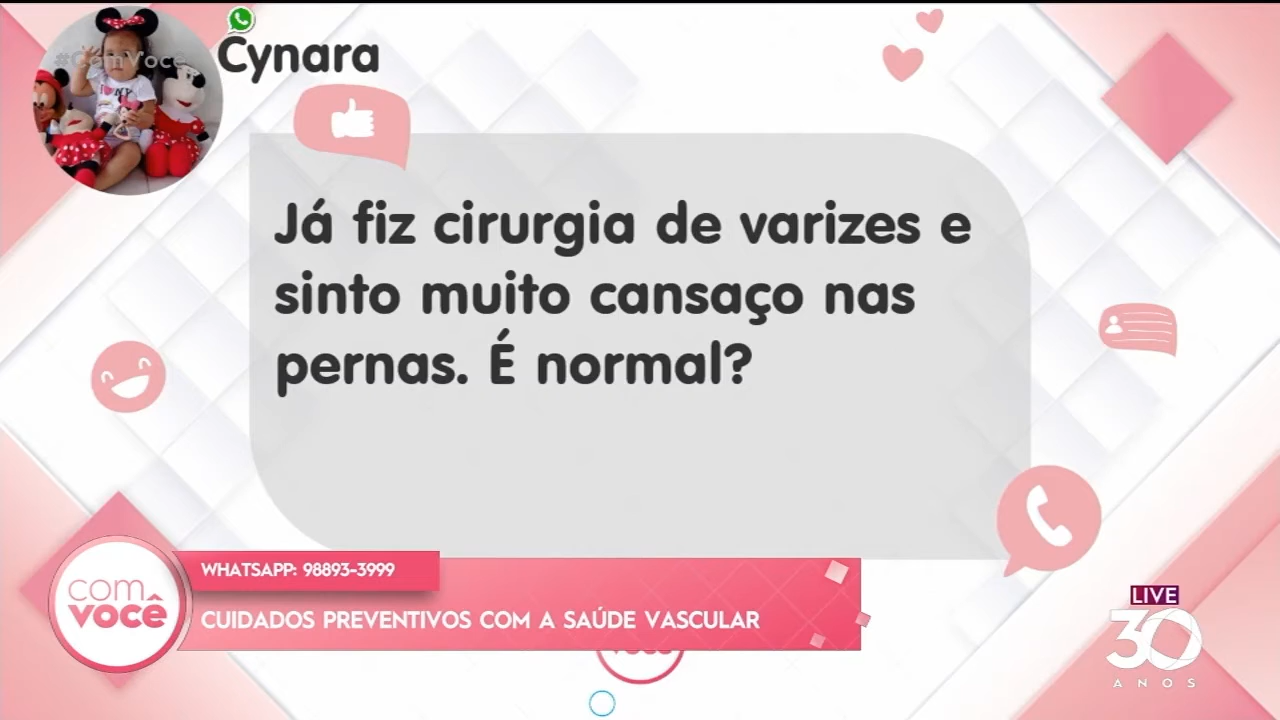 #ComVocê
Cynara
Já fiz cirurgia de varizes e
sinto muito cansaço nas
pernas. É normal?
WHATSAPP: 98893-3999
com
você
CUIDADOS PREVENTIVOS COM A SAÚDE VASCULAR
LIVE
30
ANOS